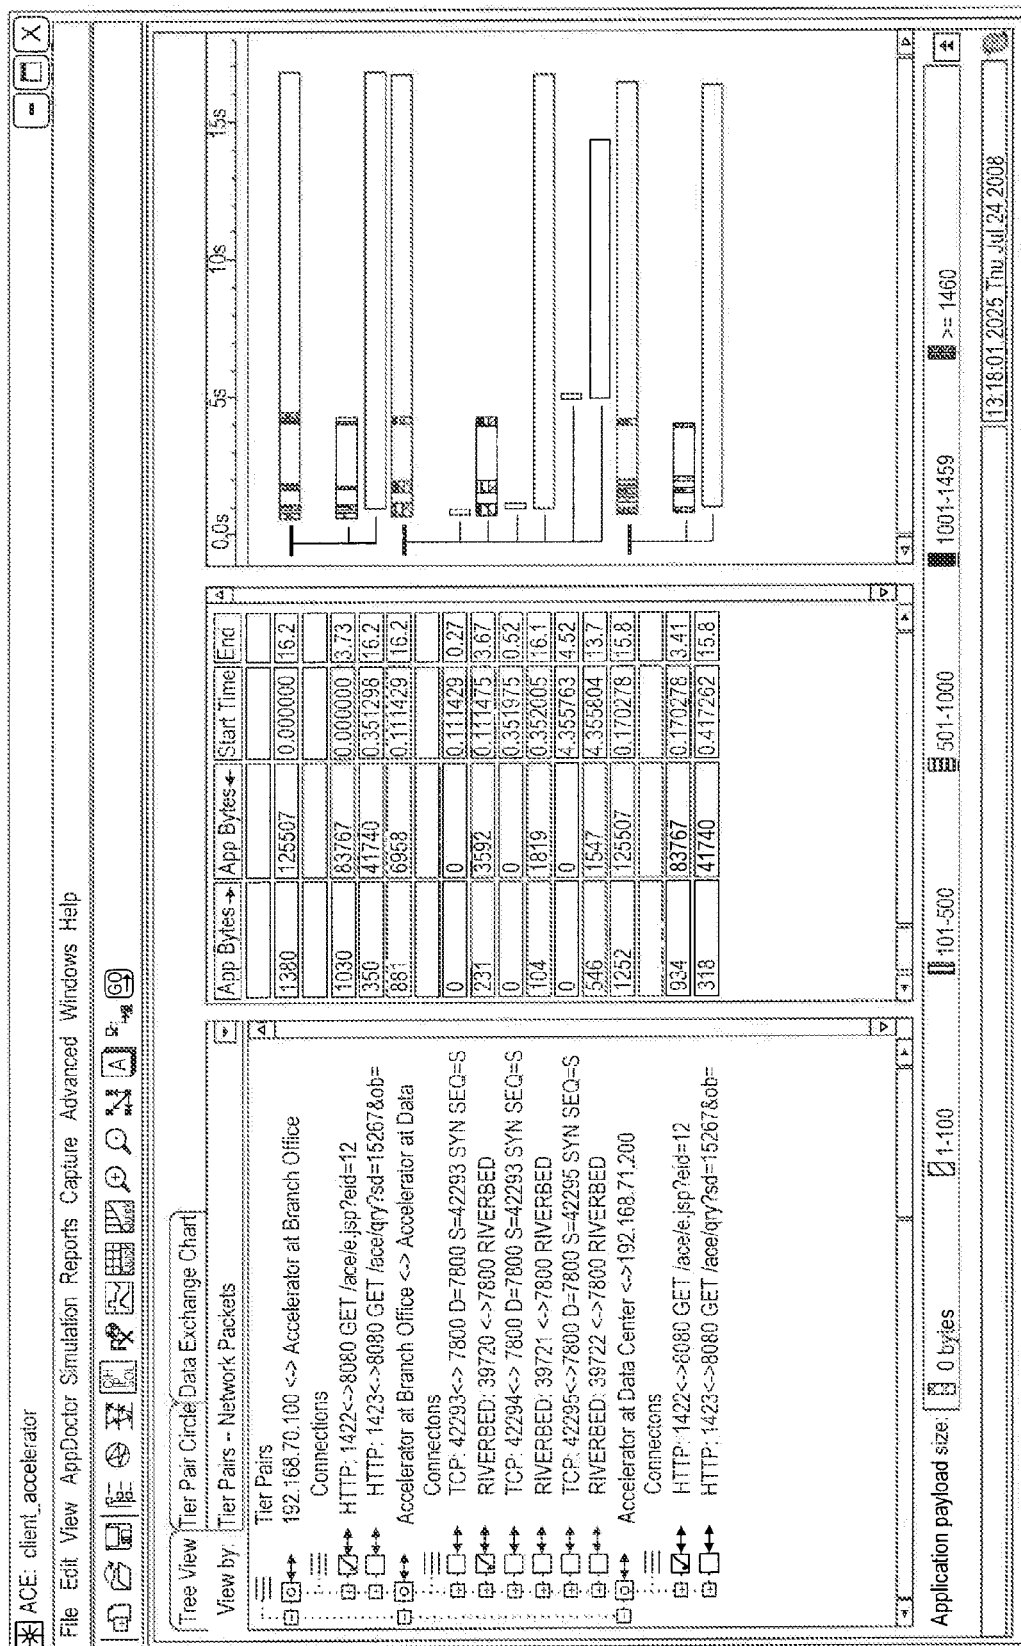 ACE: client_accelerator
File Edit View AppDoctor Simulation Reports Capture Advanced Windows Help
A GO
Tree View Tier Pair Circle Data Exchange Chart
View by: Tier Pairs – Network Packets
App Bytes App Bytes Start Time End
0.0s 5s 10s 15s
Tier Pairs
192.168.70.100 <-> Accelerator at Branch Office 1380 125507 0.000000 16.2
Connections
HTTP: 1422<->8080 GET /ace/e.jsp?eid=12 1030 83767 0.000000 3.73
HTTP: 1423<->8080 GET /ace/qry?sd=15267&ob= 350 41740 0.351298 16.2
Accelerator at Branch Office <-> Accelerator at Data 881 6958 0.111429 16.2
Connectons
TCP: 42293<-> 7800 D=7800 S=42293 SYN SEQ=S 0 0 0.111429 0.27
RIVERBED: 39720 <->7800 RIVERBED 231 3592 0.111475 3.67
TCP: 42294<-> 7800 D=7800 S=42293 SYN SEQ=S 0 0 0.351975 0.52
RIVERBED: 39721 <->7800 RIVERBED 104 1819 0.352005 16.1
TCP: 42295<->7800 D=7800 S=42295 SYN SEQ=S 0 0 4.355763 4.52
RIVERBED: 39722 <->7800 RIVERBED 546 1547 4.355804 13.7
Accelerator at Data Center <->192.168.71.200 1252 125507 0.170278 15.8
Connectons
HTTP: 1422<->8080 GET /ace/e.jsp?eid=12 934 83767 0.170278 3.41
HTTP: 1423<->8080 GET /ace/qry?sd=15267&ob= 318 41740 0.417262 15.8
Application payload size: 0 bytes 1-100 101-500 501-1000 1001-1459 >= 1460
13:18:01.2025 Thu Jul 24 2008